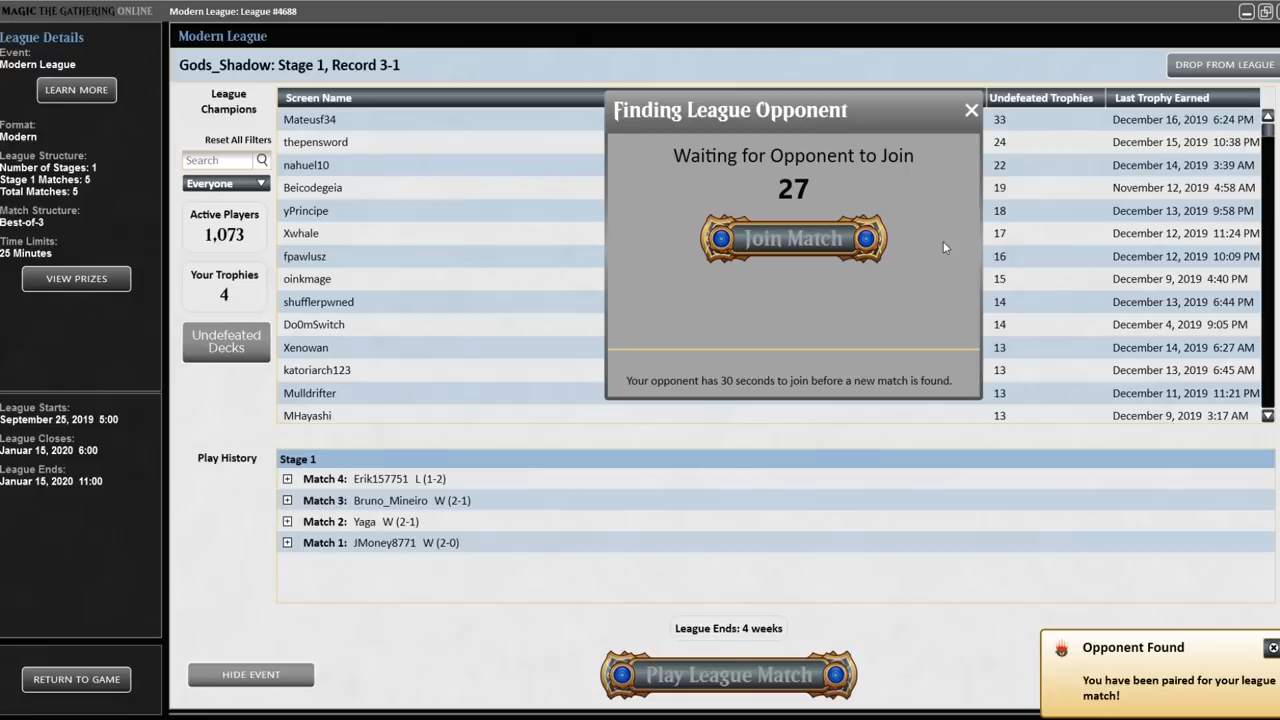 MAGIC THE GATHERING ONLINE
Modern League: League #4688
League Details
Event:
Modern League
LEARN MORE
Format:
Modern
League Structure:
Number of Stages: 1
Stage 1 Matches: 5
Total Matches: 5
Match Structure:
Best-of-3
Time Limits:
25 Minutes
VIEW PRIZES
League Starts:
September 25, 2019 5:00
League Closes:
Januar 15, 2020 6:00
League Ends:
Januar 15, 2020 11:00
RETURN TO GAME
Modern League
Gods_Shadow: Stage 1, Record 3-1
DROP FROM LEAGUE
League
Champions
Reset All Filters
Search
Everyone
Active Players
1,073
Your Trophies
4
Undefeated
Decks
Screen Name
Undefeated Trophies
Last Trophy Earned
Mateusf34
33
December 16, 2019 6:24 PM
thepensword
24
December 15, 2019 10:38 PM
nahuel10
22
December 14, 2019 3:39 AM
Beicodegeia
19
November 12, 2019 4:58 AM
yPrincipe
18
December 13, 2019 9:58 PM
Xwhale
17
December 12, 2019 11:24 PM
fpawlusz
16
December 12, 2019 10:09 PM
oinkmage
15
December 9, 2019 4:40 PM
shufflerpwned
14
December 13, 2019 6:44 PM
Do0mSwitch
14
December 4, 2019 9:05 PM
Xenowan
13
December 14, 2019 6:27 AM
katoriarch123
13
December 13, 2019 6:45 AM
Mulldrifter
13
December 11, 2019 11:21 PM
MHayashi
13
December 9, 2019 3:17 AM
Finding League Opponent
Waiting for Opponent to Join
27
Join Match
Your opponent has 30 seconds to join before a new match is found.
Play History
Stage 1
Match 4: Erik157751 L (1-2)
Match 3: Bruno_Mineiro W (2-1)
Match 2: Yaga W (2-1)
Match 1: JMoney8771 W (2-0)
League Ends: 4 weeks
HIDE EVENT
Play League Match
Opponent Found
You have been paired for your league
match!